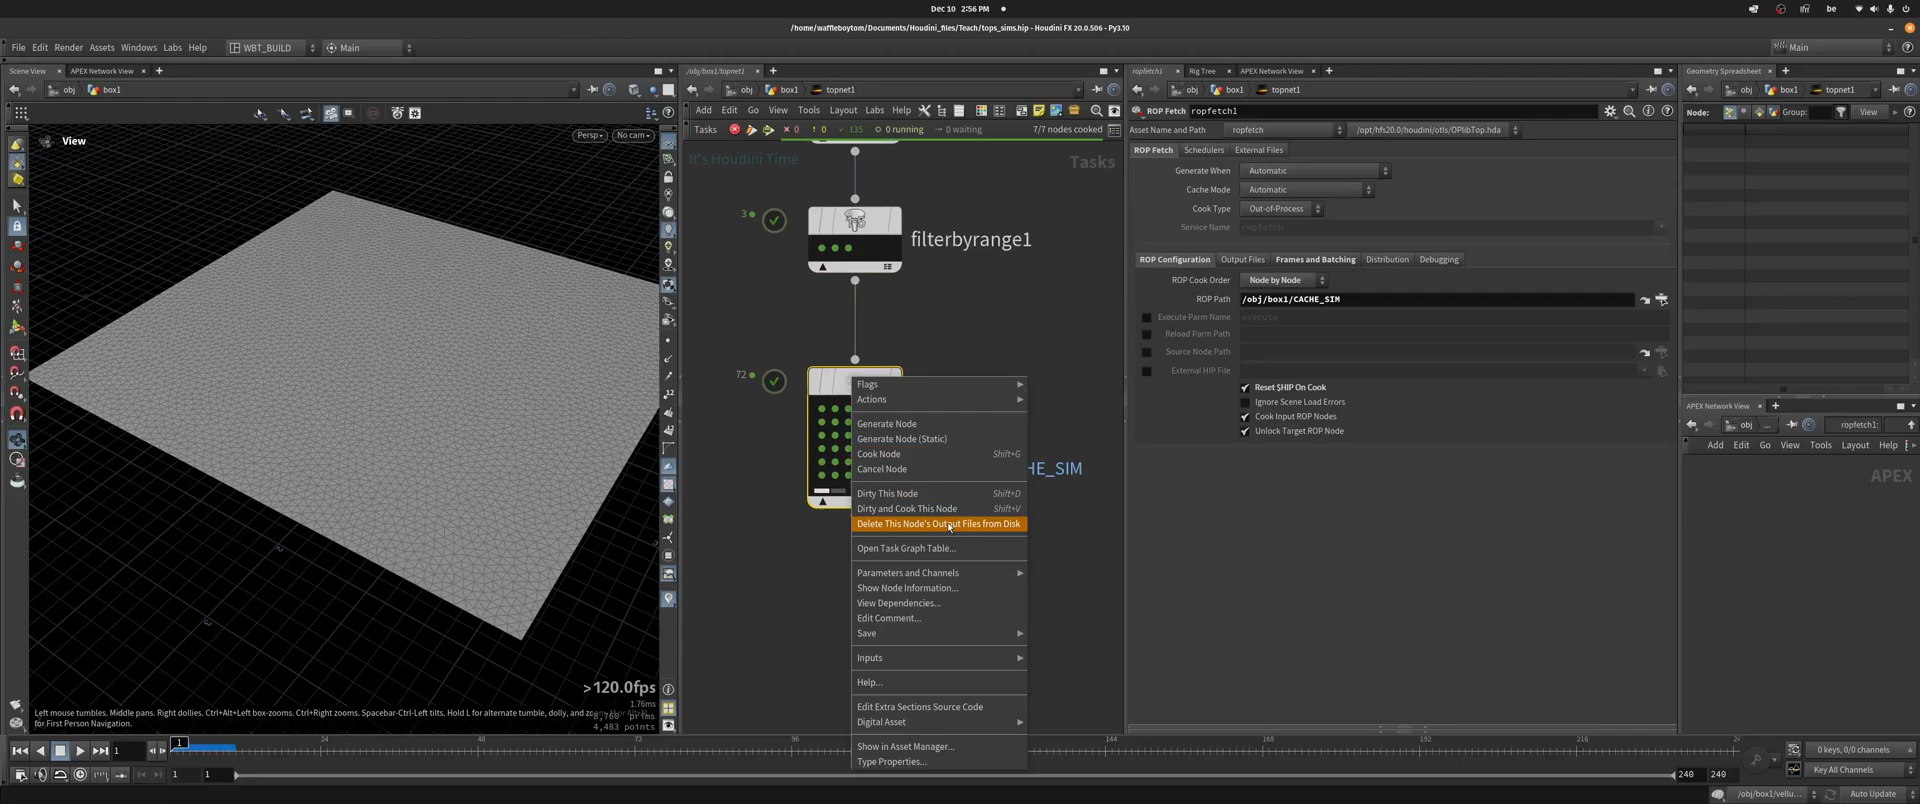 Dec 10 2:56 PM
be
/home/waffleboytom/Documents/Houdini_files/Teach/tops_sims.hip - Houdini FX 20.0.506 - Py3.10
File Edit Render Assets Windows Labs Help WBT_BUILD Main
Main
Scene View APEX Network View
obj box1
View
Persp No cam
>120.0fps
1.76ms
8,760 prims
4,483 points
Left mouse tumbles. Middle pans. Right dollies. Ctrl+Alt+Left box-zooms. Ctrl+Right zooms. Spacebar-Ctrl-Left tilts. Hold L for alternate tumble, dolly, and
for First Person Navigation.
/obj/box1/topnet1
obj box1 topnet1
Add Edit Go View Tools Layout Labs Help
Tasks 0 0 135 0 running 0 waiting 7/7 nodes cooked
It's Houdini Time
Tasks
3
filterbyrange1
72
HE_SIM
Flags
Actions
Generate Node
Generate Node (Static)
Cook Node Shift+G
Cancel Node
Dirty This Node Shift+D
Dirty and Cook This Node Shift+V
Delete This Node's Output Files from Disk
Open Task Graph Table...
Parameters and Channels
Show Node Information...
View Dependencies...
Edit Comment...
Save
Inputs
Help...
Edit Extra Sections Source Code
Digital Asset
Show in Asset Manager...
Type Properties...
ropfetch1 Rig Tree APEX Network View
obj box1 topnet1
ROP Fetch ropfetch1
Asset Name and Path ropfetch /opt/hfs20.0/houdini/otls/OPlibTop.hda
ROP Fetch Schedulers External Files
Generate When Automatic
Cache Mode Automatic
Cook Type Out-of-Process
Service Name ropfetch
ROP Configuration Output Files Frames and Batching Distribution Debugging
ROP Cook Order Node by Node
ROP Path /obj/box1/CACHE_SIM
Execute Parm Name execute
Reload Parm Path
Source Node Path
External HIP File
Reset $HIP On Cook
Ignore Scene Load Errors
Cook Input ROP Nodes
Unlock Target ROP Node
Geometry Spreadsheet
obj box1 topnet1
Node: Group: View
APEX Network View
obj ... ropfetch1:
Add Edit Go View Tools Layout Help
APEX
1 1 24 48 72 96 144 168 192 216
1 1 240 240
0 keys, 0/0 channels
Key All Channels
/obj/box1/vellu... Auto Update